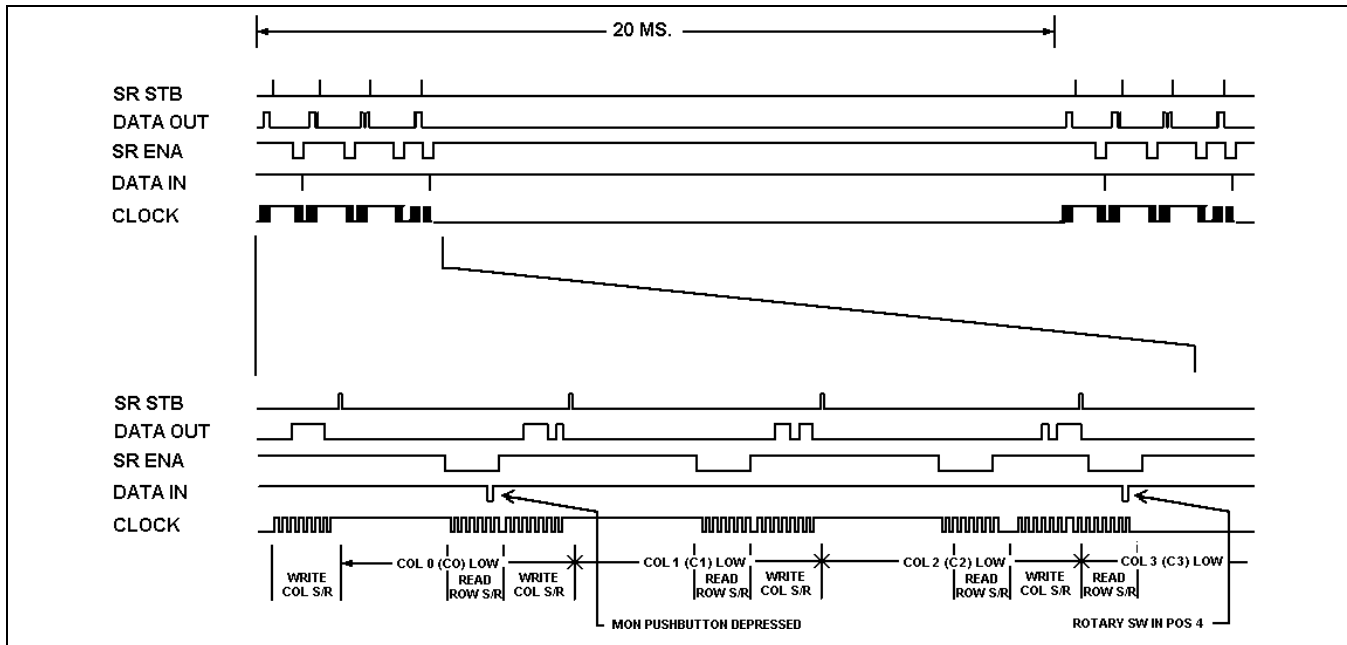 20 MS.
SR STB
DATA OUT
SR ENA
DATA IN
CLOCK
SR STB
DATA OUT
SR ENA
DATA IN
CLOCK
WRITE
COL S/R
COL 0 (C0) LOW
READ
ROW S/R
WRITE
COL S/R
COL 1 (C1) LOW
READ
ROW S/R
WRITE
COL S/R
COL 2 (C2) LOW
READ
ROW S/R
WRITE
COL S/R
COL 3 (C3) LOW
READ
ROW S/R
MON PUSHBUTTON DEPRESSED
ROTARY SW IN POS 4